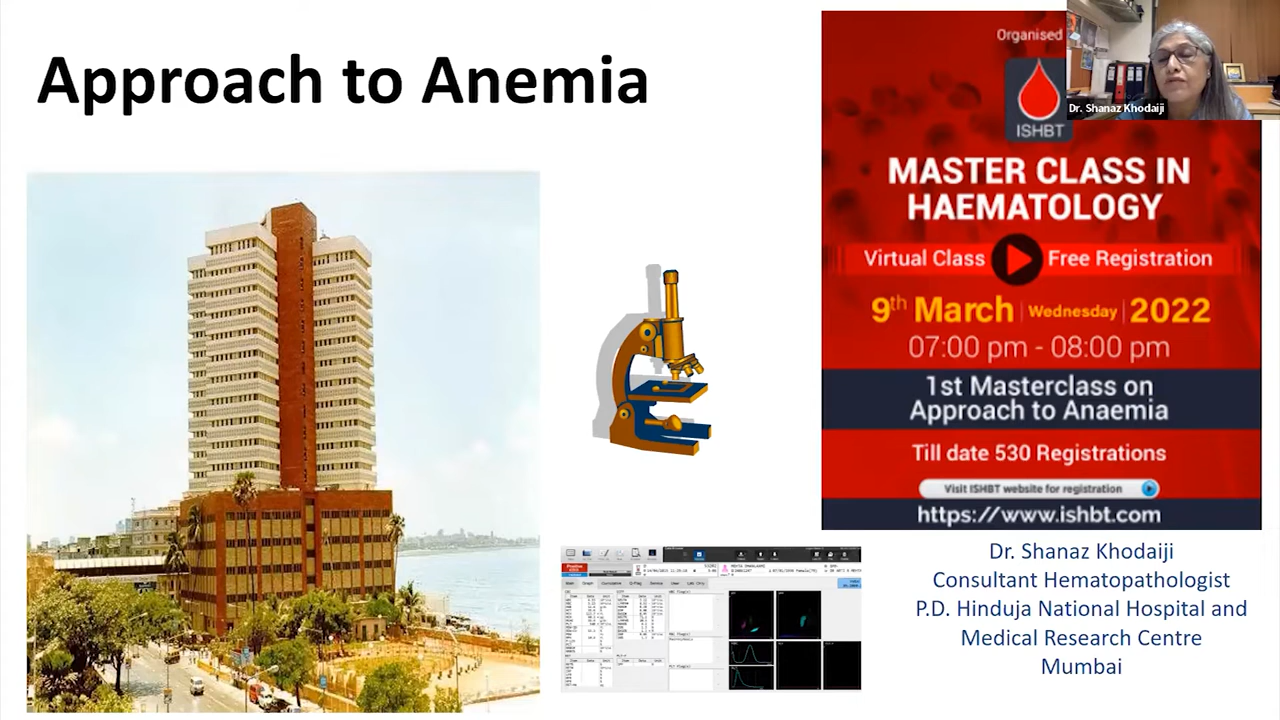 Approach to Anemia
Organised
Dr. Shanaz Khodaiji
ISHBT
MASTER CLASS IN
HAEMATOLOGY
Virtual Class Free Registration
9th March | Wednesday | 2022
07:00 pm - 08:00 pm
1st Masterclass on
Approach to Anaemia
Till date 530 Registrations
Visit ISHBT website for registration
https://www.ishbt.com
Dr. Shanaz Khodaiji
Consultant Hematopathologist
P.D. Hinduja National Hospital and
Medical Research Centre
Mumbai